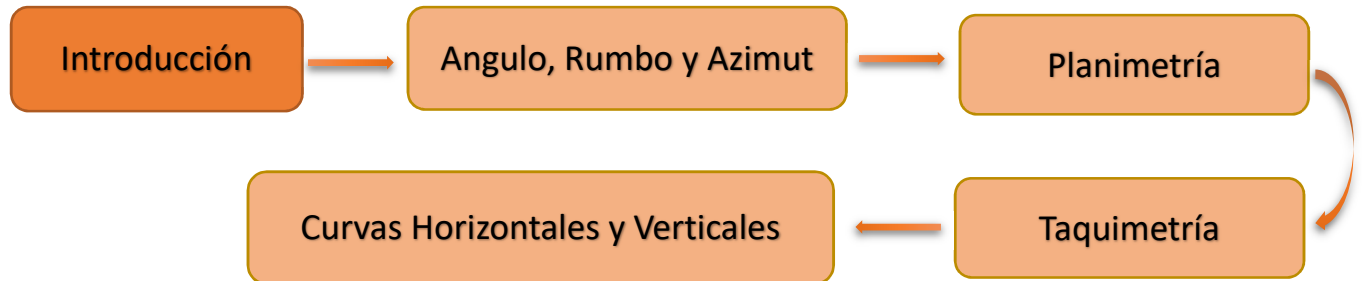 Introducción
Angulo, Rumbo y Azimut
Planimetría
Taquimetría
Curvas Horizontales y Verticales